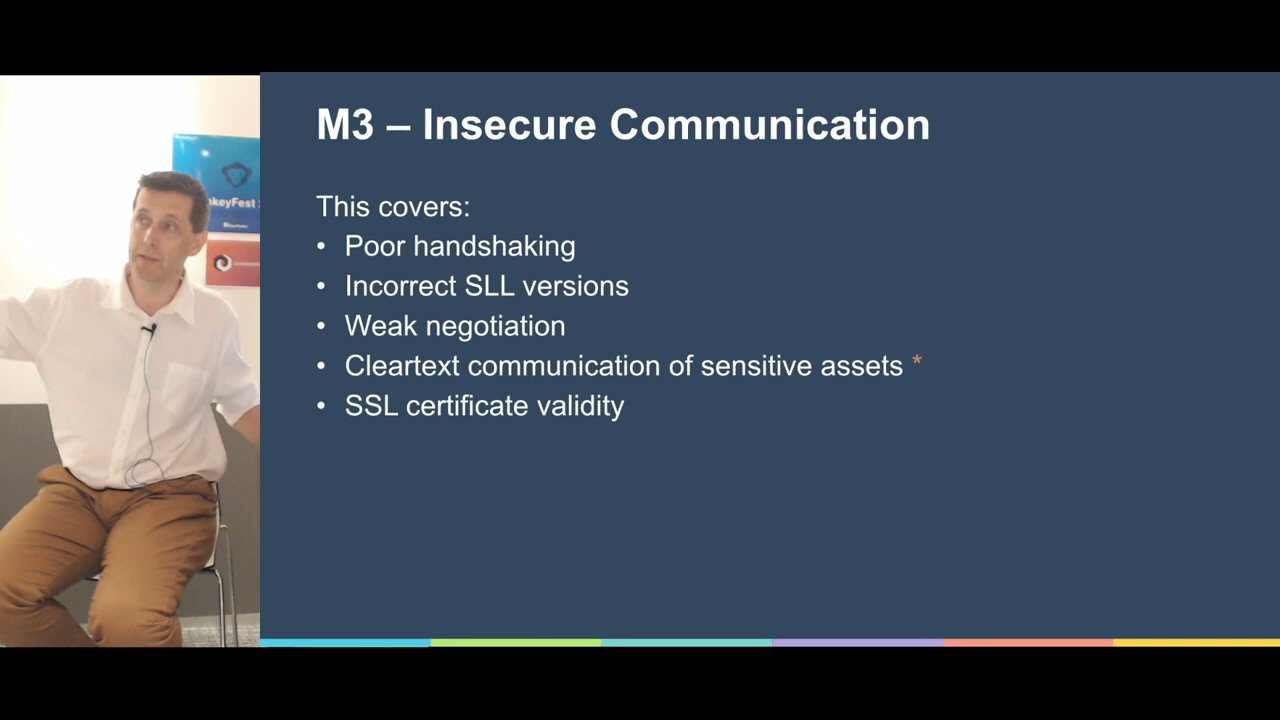 M3 – Insecure Communication
This covers:
• Poor handshaking
• Incorrect SLL versions
• Weak negotiation
• Cleartext communication of sensitive assets *
• SSL certificate validity
keyFest